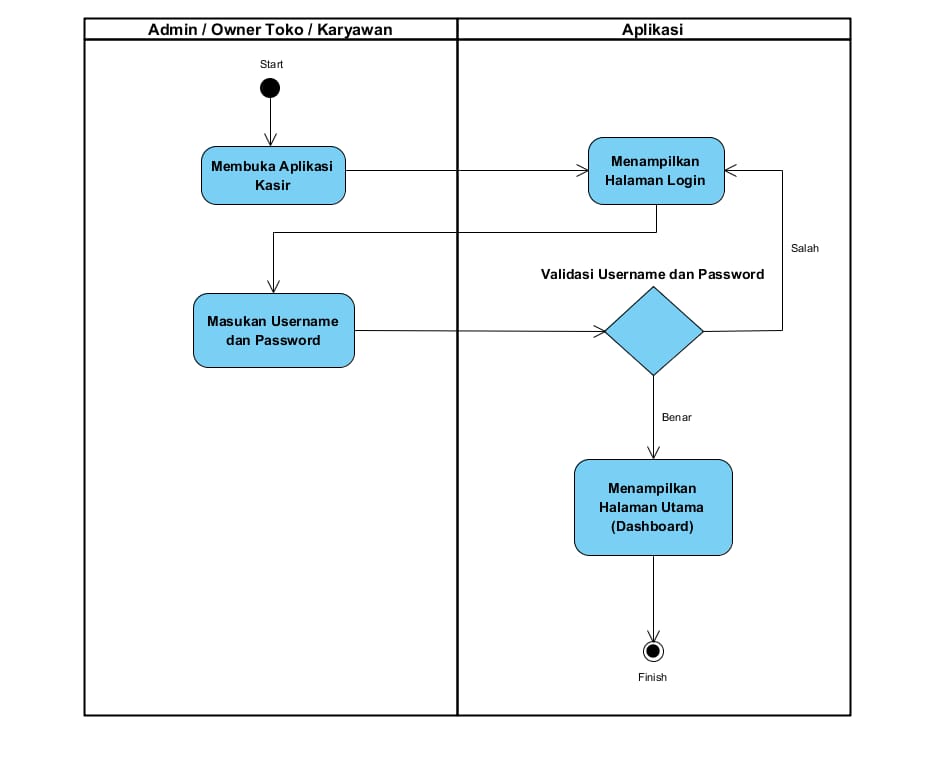 Admin / Owner Toko / Karyawan
Aplikasi
Start
Membuka Aplikasi
Kasir
Menampilkan
Halaman Login
Salah
Validasi Username dan Password
Masukan Username
dan Password
Benar
Menampilkan
Halaman Utama
(Dashboard)
Finish